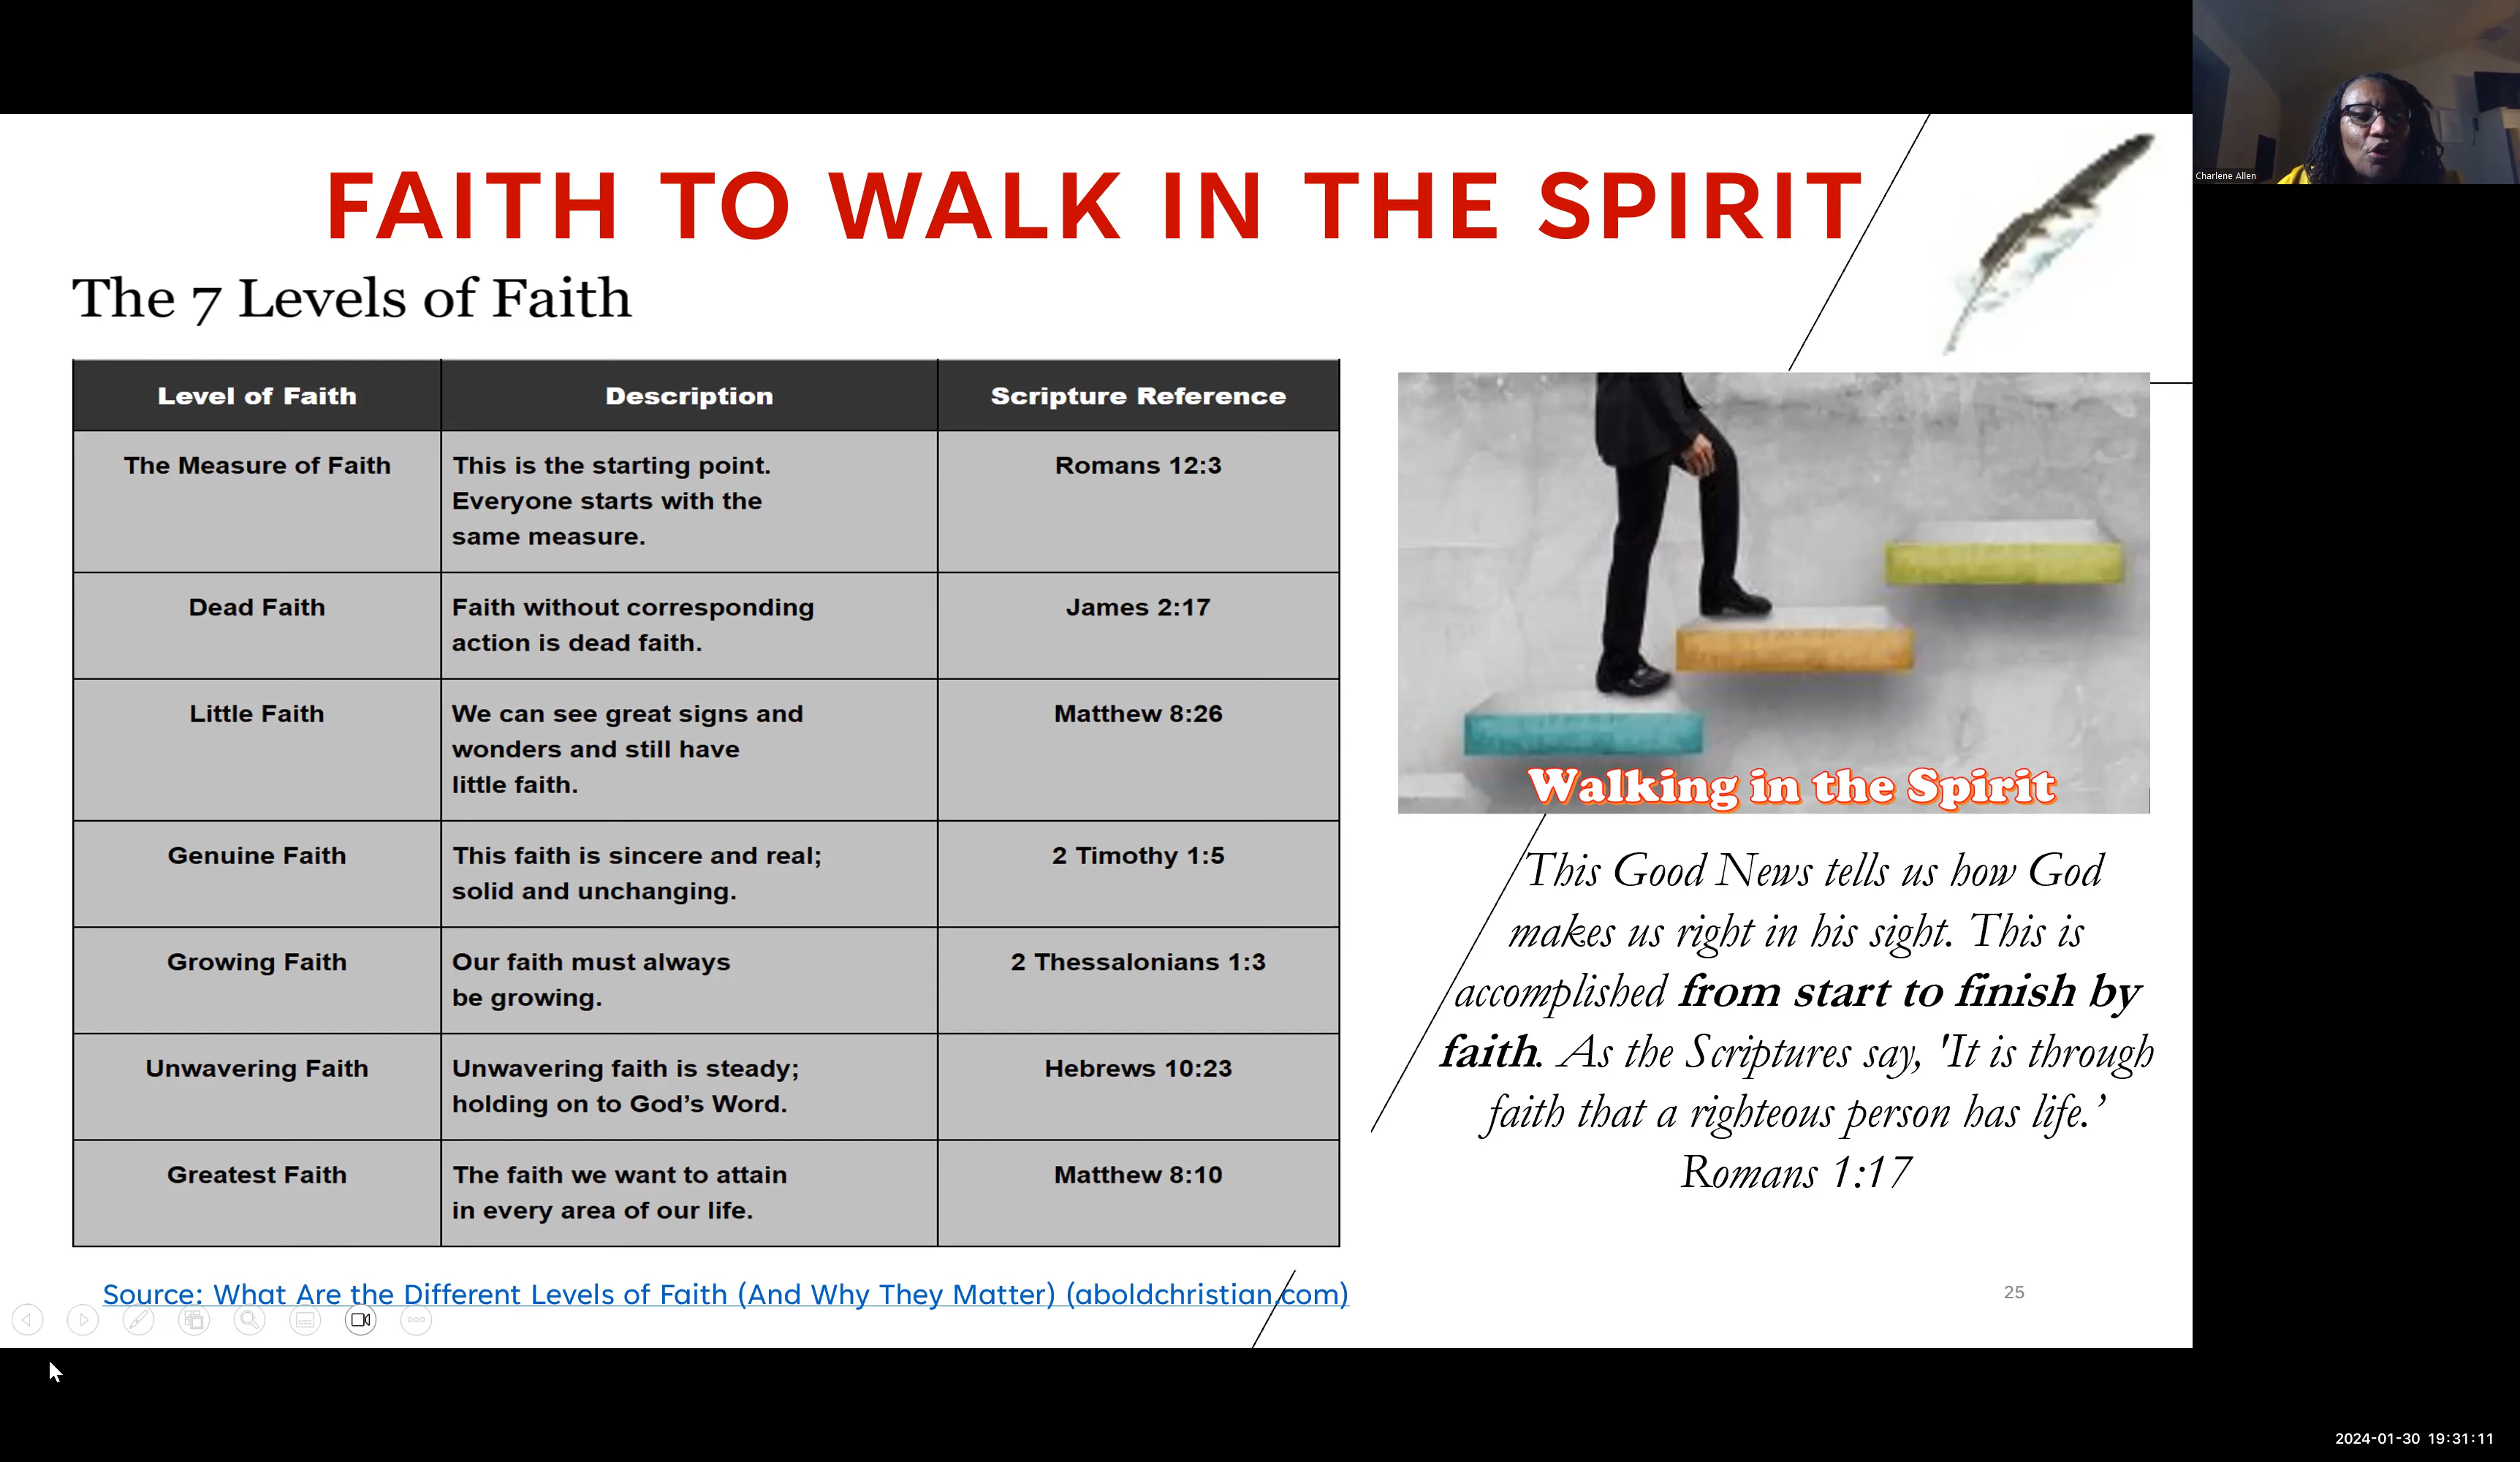 FAITH TO WALK IN THE SPIRIT
Charlene Allen
The 7 Levels of Faith
Level of Faith Description Scripture Reference
The Measure of Faith This is the starting point. Romans 12:3
Everyone starts with the
same measure.
Dead Faith Faith without corresponding James 2:17
action is dead faith.
Little Faith We can see great signs and Matthew 8:26
wonders and still have
little faith.
Genuine Faith This faith is sincere and real; 2 Timothy 1:5
solid and unchanging.
Growing Faith Our faith must always 2 Thessalonians 1:3
be growing.
Unwavering Faith Unwavering faith is steady; Hebrews 10:23
holding on to God’s Word.
Greatest Faith The faith we want to attain Matthew 8:10
in every area of our life.
Walking in the Spirit
This Good News tells us how God
makes us right in his sight. This is
accomplished from start to finish by
faith. As the Scriptures say, 'It is through
faith that a righteous person has life.’
Romans 1:17
Source: What Are the Different Levels of Faith (And Why They Matter) (aboldchristian.com)
25
2024-01-30 19:31:11